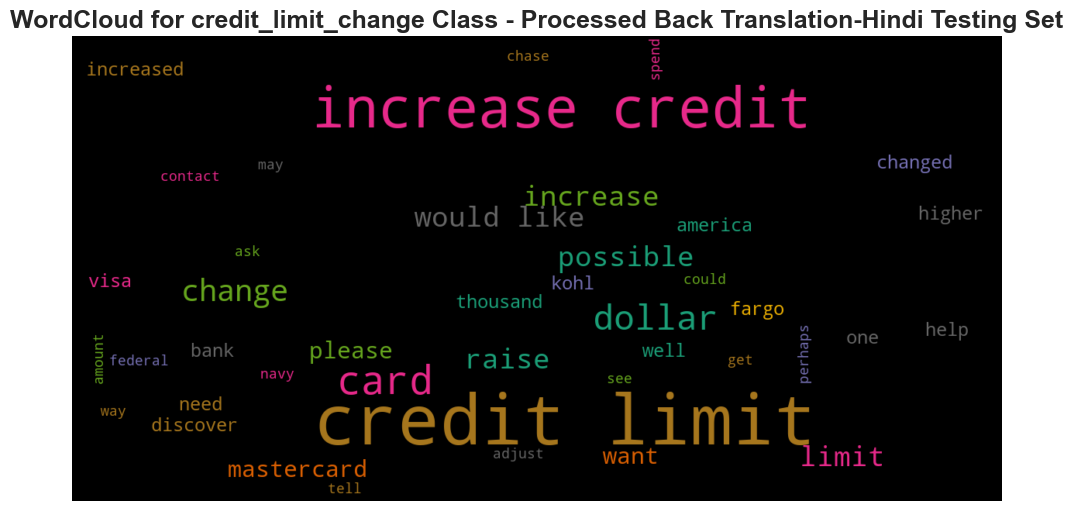 WordCloud for credit_limit_change Class - Processed Back Translation-Hindi Testing Set
chase
spend
increased
increase credit
may
changed
contact
increase
would like
america
higher
ask
possible
visa
kohl
could
change
thousand
dollar
fargo
one
help
amount
federal
bank
please
raise
well
get
perhaps
navy
card
see
way
need
discover
credit limit
mastercard
adjust
want
limit
tell